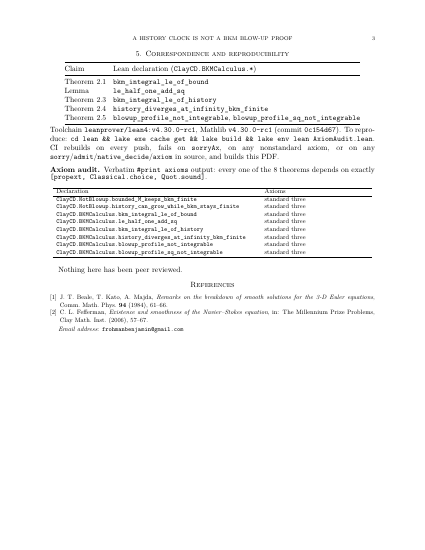 A HISTORY CLOCK IS NOT A BKM BLOW-UP PROOF 3
5. Correspondence and reproducibility
Claim Lean declaration (ClayCD.BKMCalculus.*)
Theorem 2.1 bkm_integral_le_of_bound
Lemma le_half_one_add_sq
Theorem 2.3 bkm_integral_le_of_history
Theorem 2.4 history_diverges_at_infinity_bkm_finite
Theorem 2.5 blowup_profile_not_integrable, blowup_profile_sq_not_integrable
Toolchain leanprover/lean4:v4.30.0-rc1, Mathlib v4.30.0-rc1 (commit 0c154d67). To repro-
duce: cd lean && lake exe cache get && lake build && lake env lean AxiomAudit.lean.
CI rebuilds on every push, fails on sorryAx, on any nonstandard axiom, or on any
sorry/admit/native_decide/axiom in source, and builds this PDF.
Axiom audit. Verbatim #print axioms output: every one of the 8 theorems depends on exactly
[propext, Classical.choice, Quot.sound].
Declaration Axioms
ClayCD.NotBlowup.bounded_M_keeps_bkm_finite standard three
ClayCD.NotBlowup.history_can_grow_while_bkm_stays_finite standard three
ClayCD.BKMCalculus.bkm_integral_le_of_bound standard three
ClayCD.BKMCalculus.le_half_one_add_sq standard three
ClayCD.BKMCalculus.bkm_integral_le_of_history standard three
ClayCD.BKMCalculus.history_diverges_at_infinity_bkm_finite standard three
ClayCD.BKMCalculus.blowup_profile_not_integrable standard three
ClayCD.BKMCalculus.blowup_profile_sq_not_integrable standard three
Nothing here has been peer reviewed.
References
[1] J. T. Beale, T. Kato, A. Majda, Remarks on the breakdown of smooth solutions for the 3-D Euler equations,
Comm. Math. Phys. 94 (1984), 61–66.
[2] C. L. Fefferman, Existence and smoothness of the Navier–Stokes equation, in: The Millennium Prize Problems,
Clay Math. Inst. (2006), 57–67.
Email address: frohmanbenjamin@gmail.com